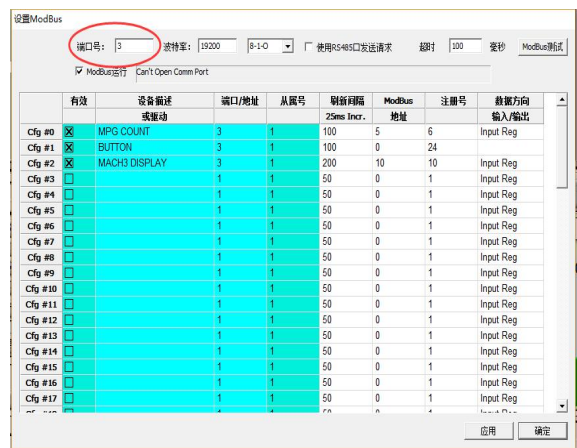 设置ModBus
端口号: 3 波特率: 19200 8-1-O 使用RS485口发送请求 超时 100 毫秒 ModBus测试
ModBus运行 Can't Open Comm Port
有效 设备描述 端口/地址 从属号 刷新间隔 ModBus 注册号 数据方向
或驱动 25ms Incr. 地址 输入/输出
Cfg #0 MPG COUNT 3 1 100 5 6 Input Reg
Cfg #1 BUTTON 3 1 100 0 24
Cfg #2 MACH3 DISPLAY 3 1 200 10 10 Input Reg
Cfg #3 1 1 50 0 1 Input Reg
Cfg #4 1 1 50 0 1 Input Reg
Cfg #5 1 1 50 0 1 Input Reg
Cfg #6 1 1 50 0 1 Input Reg
Cfg #7 1 1 50 0 1 Input Reg
Cfg #8 1 1 50 0 1 Input Reg
Cfg #9 1 1 50 0 1 Input Reg
Cfg #10 1 1 50 0 1 Input Reg
Cfg #11 1 1 50 0 1 Input Reg
Cfg #12 1 1 50 0 1 Input Reg
Cfg #13 1 1 50 0 1 Input Reg
Cfg #14 1 1 50 0 1 Input Reg
Cfg #15 1 1 50 0 1 Input Reg
Cfg #16 1 1 50 0 1 Input Reg
Cfg #17 1 1 50 0 1 Input Reg
应用 确定